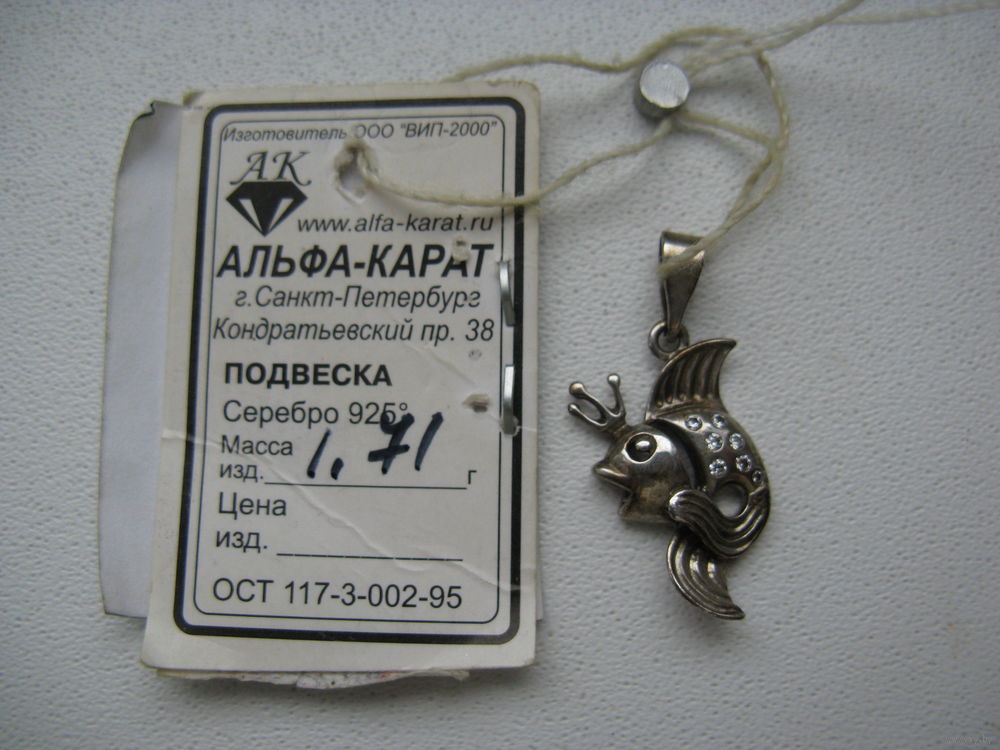 Изготовитель ООО "ВИП-2000"
АК
www.alfa-karat.ru
АЛЬФА-КАРАТ
г.Санкт-Петербург
Кондратьевский пр. 38
ПОДВЕСКА
Серебро 925°
Масса
изд. 1,71 г
Цена
изд.
ОСТ 117-3-002-95